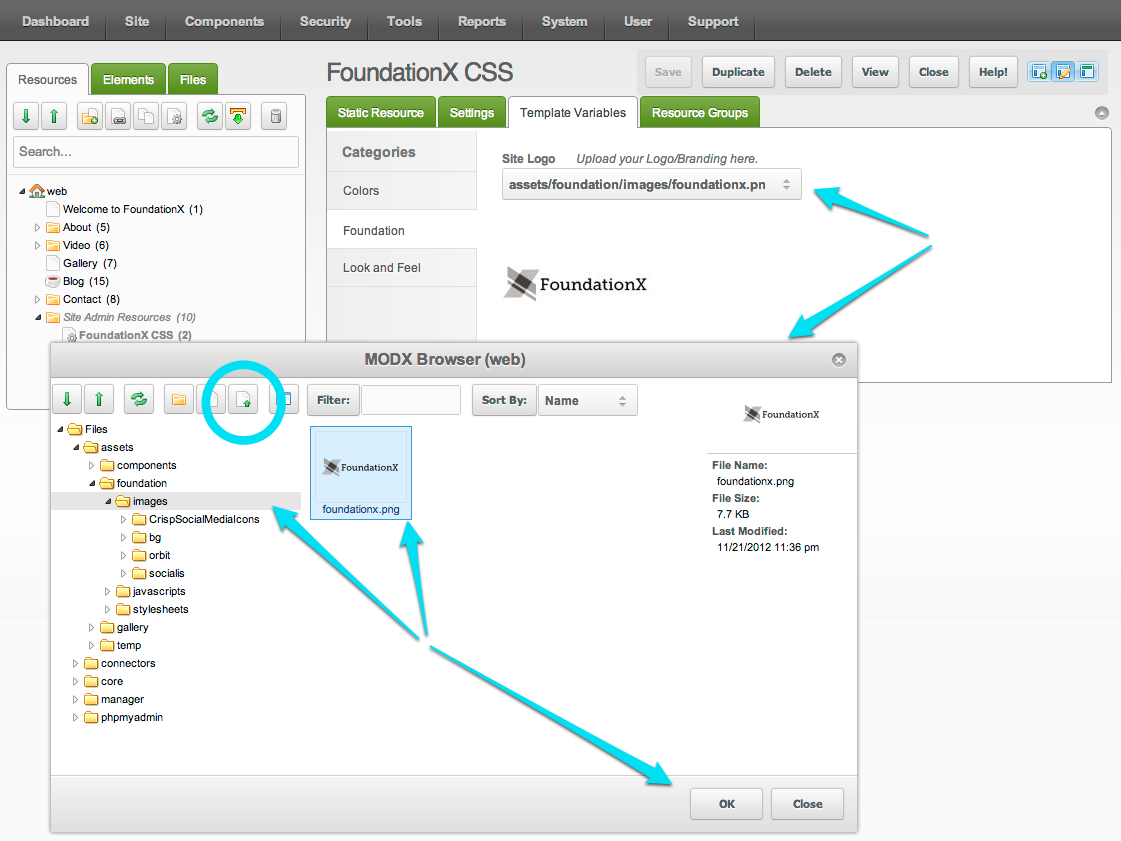 Dashboard Site Components Security Tools Reports System User Support
Resources Elements Files
FoundationX CSS
Save Duplicate Delete View Close Help!
Static Resource Settings Template Variables Resource Groups
Search...
web
Welcome to FoundationX (1)
About (5)
Video (6)
Gallery (7)
Blog (15)
Contact (8)
Site Admin Resources (10)
FoundationX CSS (2)
Categories
Colors
Foundation
Look and Feel
Site Logo Upload your Logo/Branding here.
assets/foundation/images/foundationx.pn
FoundationX
MODX Browser (web)
Filter: Sort By: Name
Files
assets
components
foundation
images
CrispSocialMediaIcons
bg
orbit
socialis
javascripts
stylesheets
gallery
temp
connectors
core
manager
phpmyadmin
FoundationX
foundationx.png
FoundationX
File Name:
foundationx.png
File Size:
7.7 KB
Last Modified:
11/21/2012 11:36 pm
OK Close